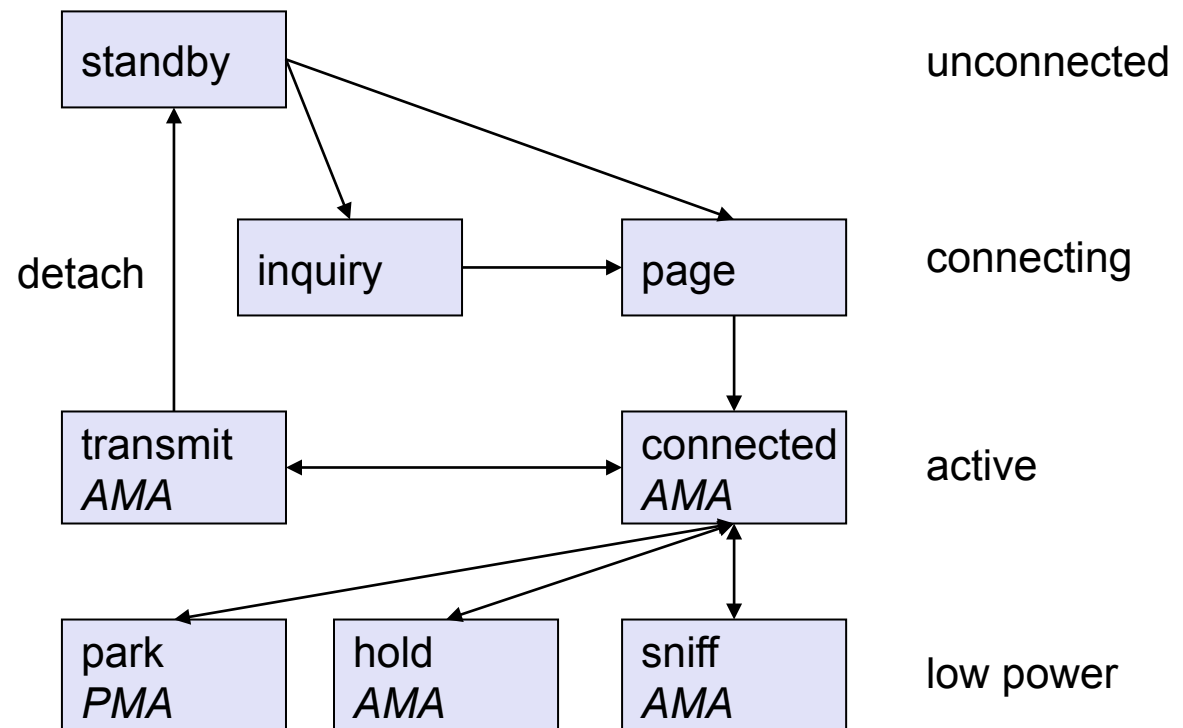 standby
unconnected
inquiry
page
connecting
detach
transmit
AMA
connected
AMA
active
park
PMA
hold
AMA
sniff
AMA
low power